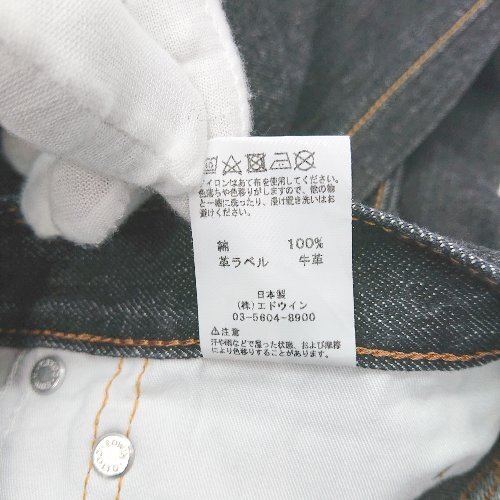 アイロンはあて布を使用してください。
色落ちや色移りがしますので、他の物
と一緒に洗ったり、漬け置き洗いはお
避けください。
綿 100%
革ラベル 牛革
日本製
(株)エドウイン
03-5604-8900
⚠注意
汗や雨などで湿った状態、および摩擦
により色移りすることがあります。